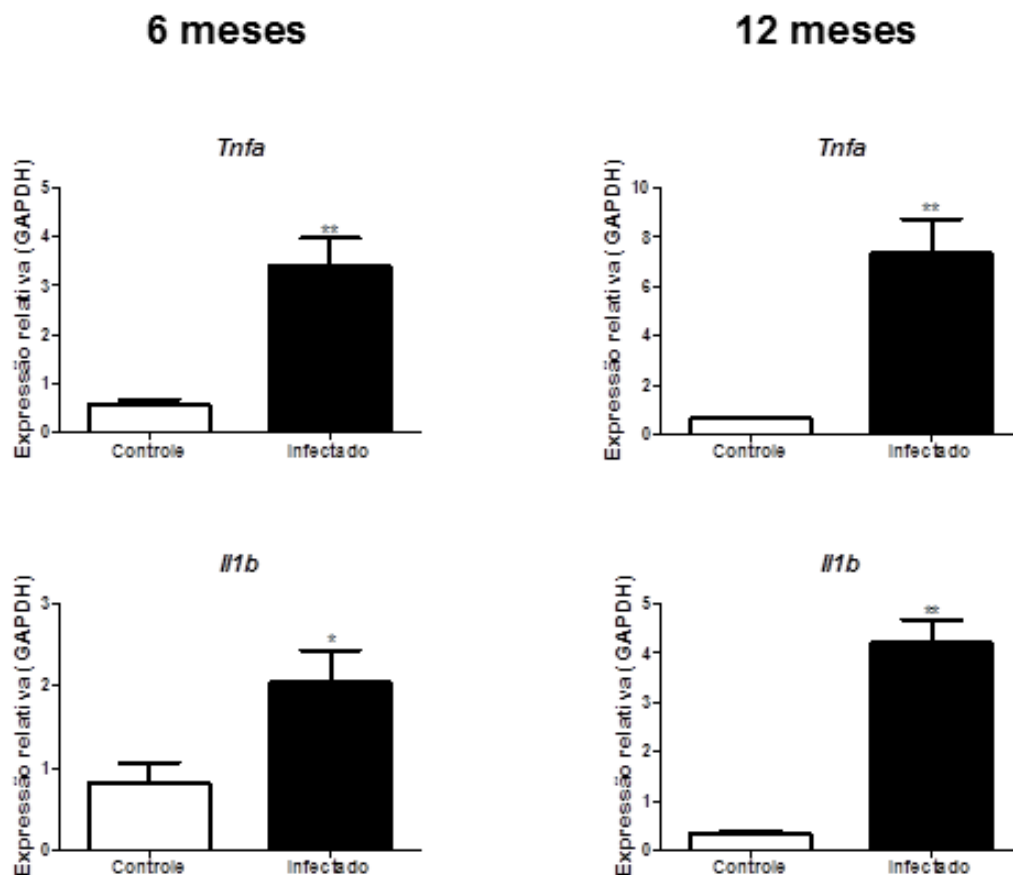 6 meses
12 meses
Tnfa
Expressão relativa (GAPDH)
5
4
3
2
1
0
**
Controle
Infectado
Tnfa
Expressão relativa (GAPDH)
10
8
6
4
2
0
**
Controle
Infectado
Il1b
Expressão relativa (GAPDH)
3
2
1
0
*
Controle
Infectado
Il1b
Expressão relativa (GAPDH)
5
4
3
2
1
0
**
Controle
Infectado